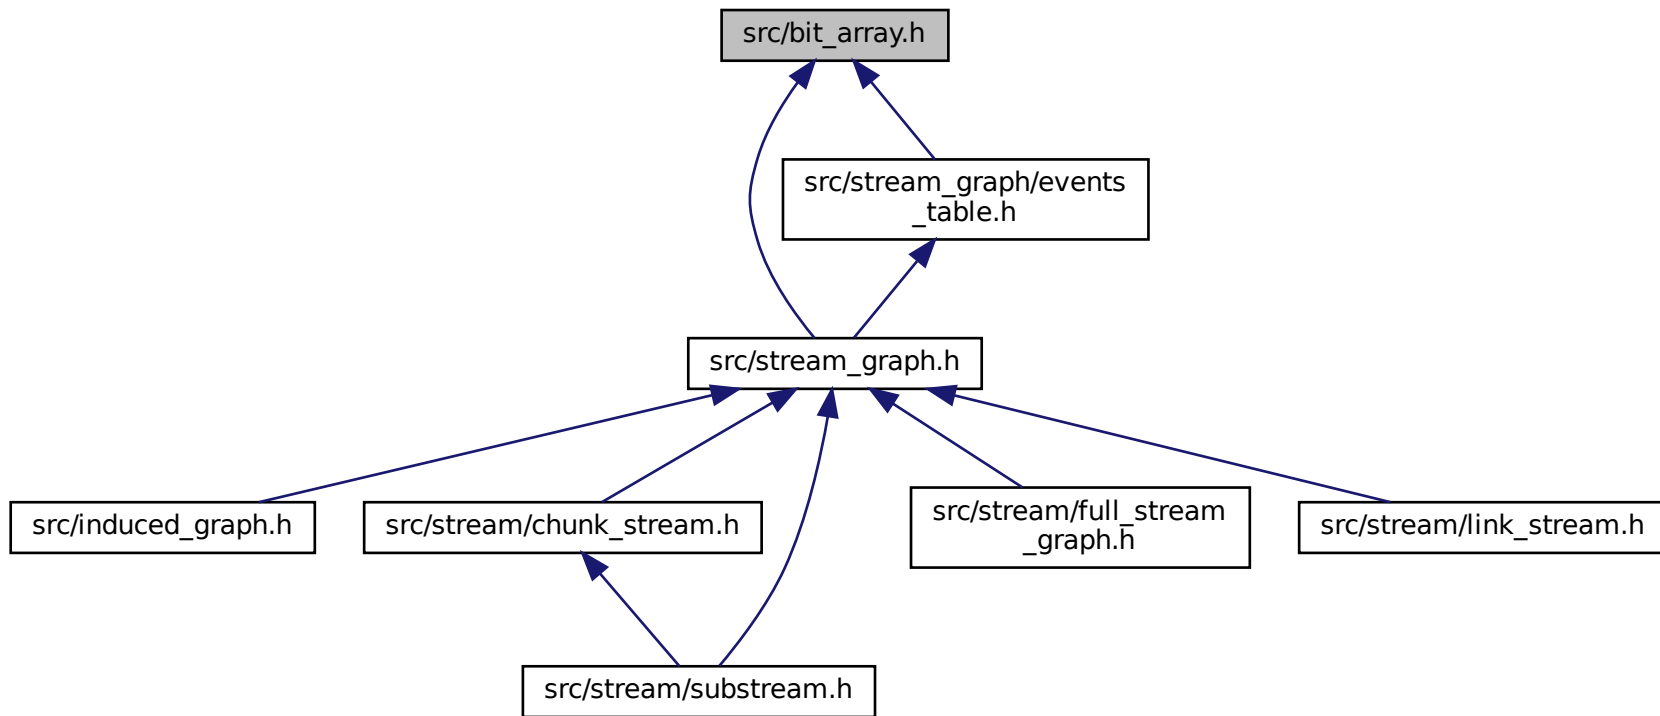 src/bit_array.h
src/stream_graph/events
_table.h
src/stream_graph.h
src/induced_graph.h
src/stream/chunk_stream.h
src/stream/full_stream
_graph.h
src/stream/link_stream.h
src/stream/substream.h